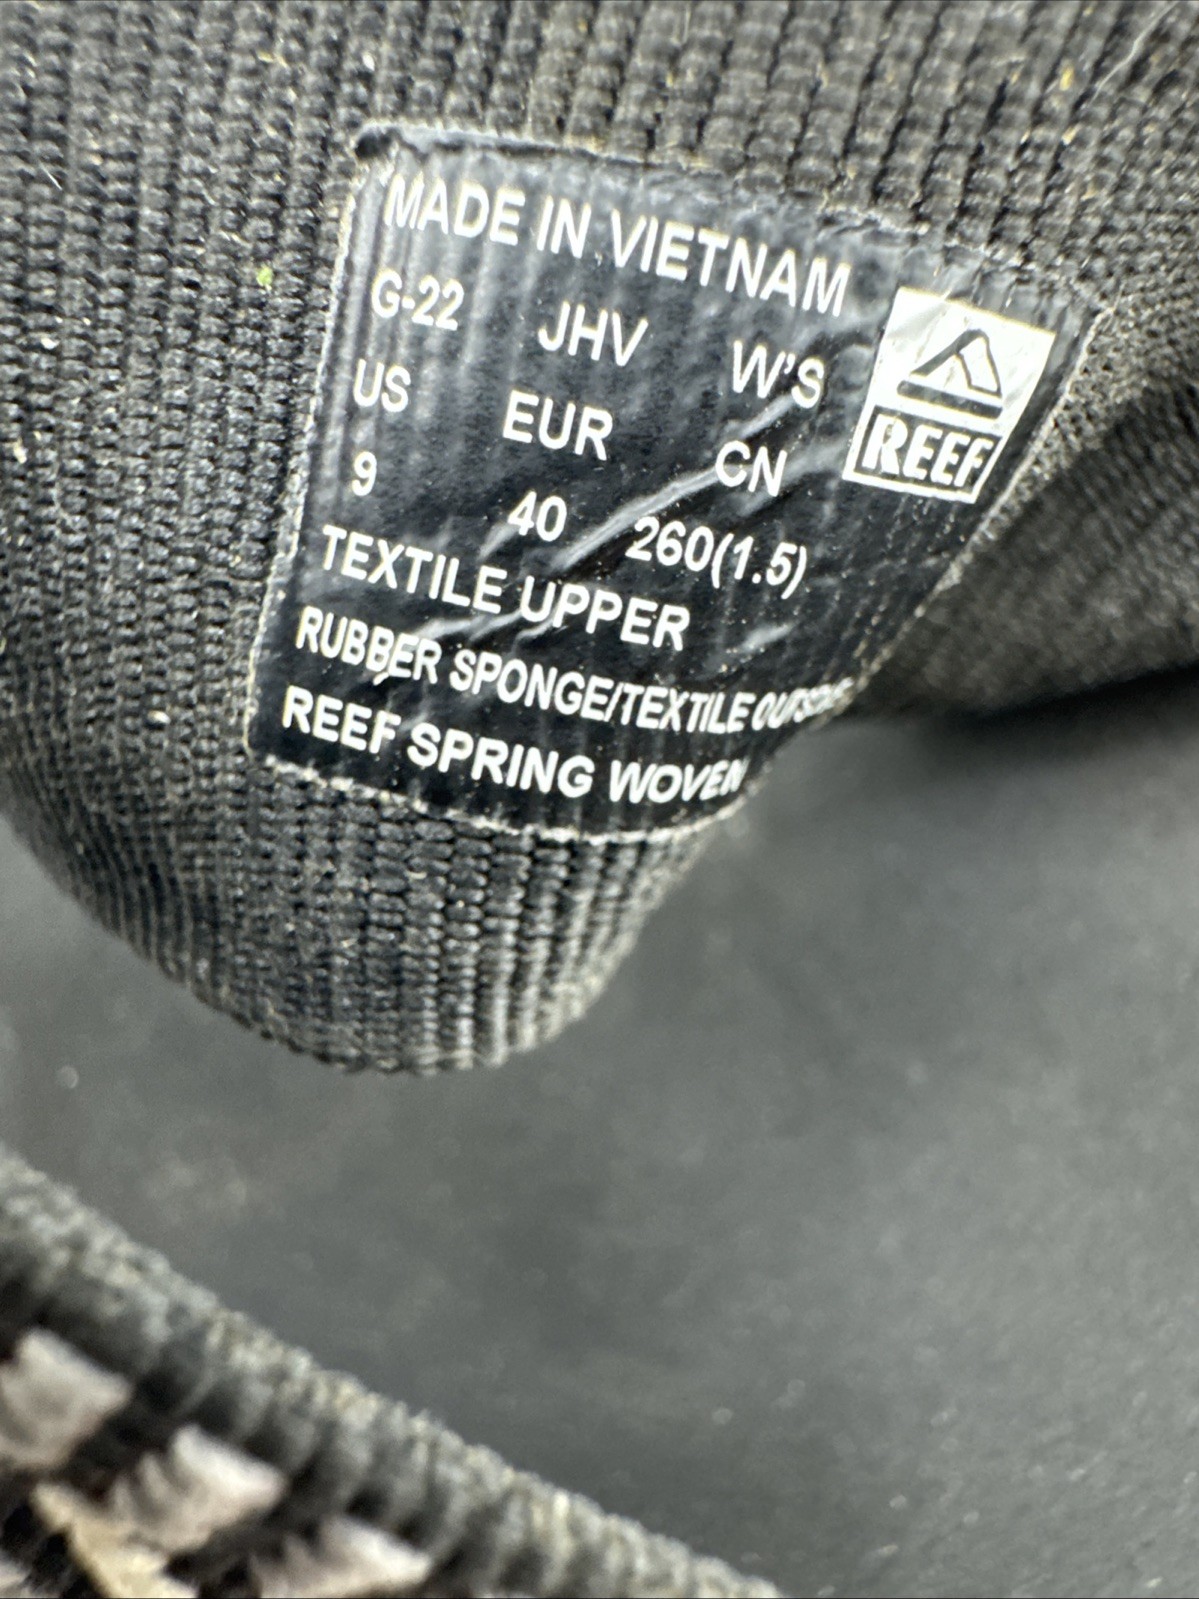 MADE IN VIETNAM
G-22 JHV W'S
US EUR CN
9 40 260(1.5)
TEXTILE UPPER
RUBBER SPONGE/TEXTILE OUTSOLE
REEF SPRING WOVEN
REEF